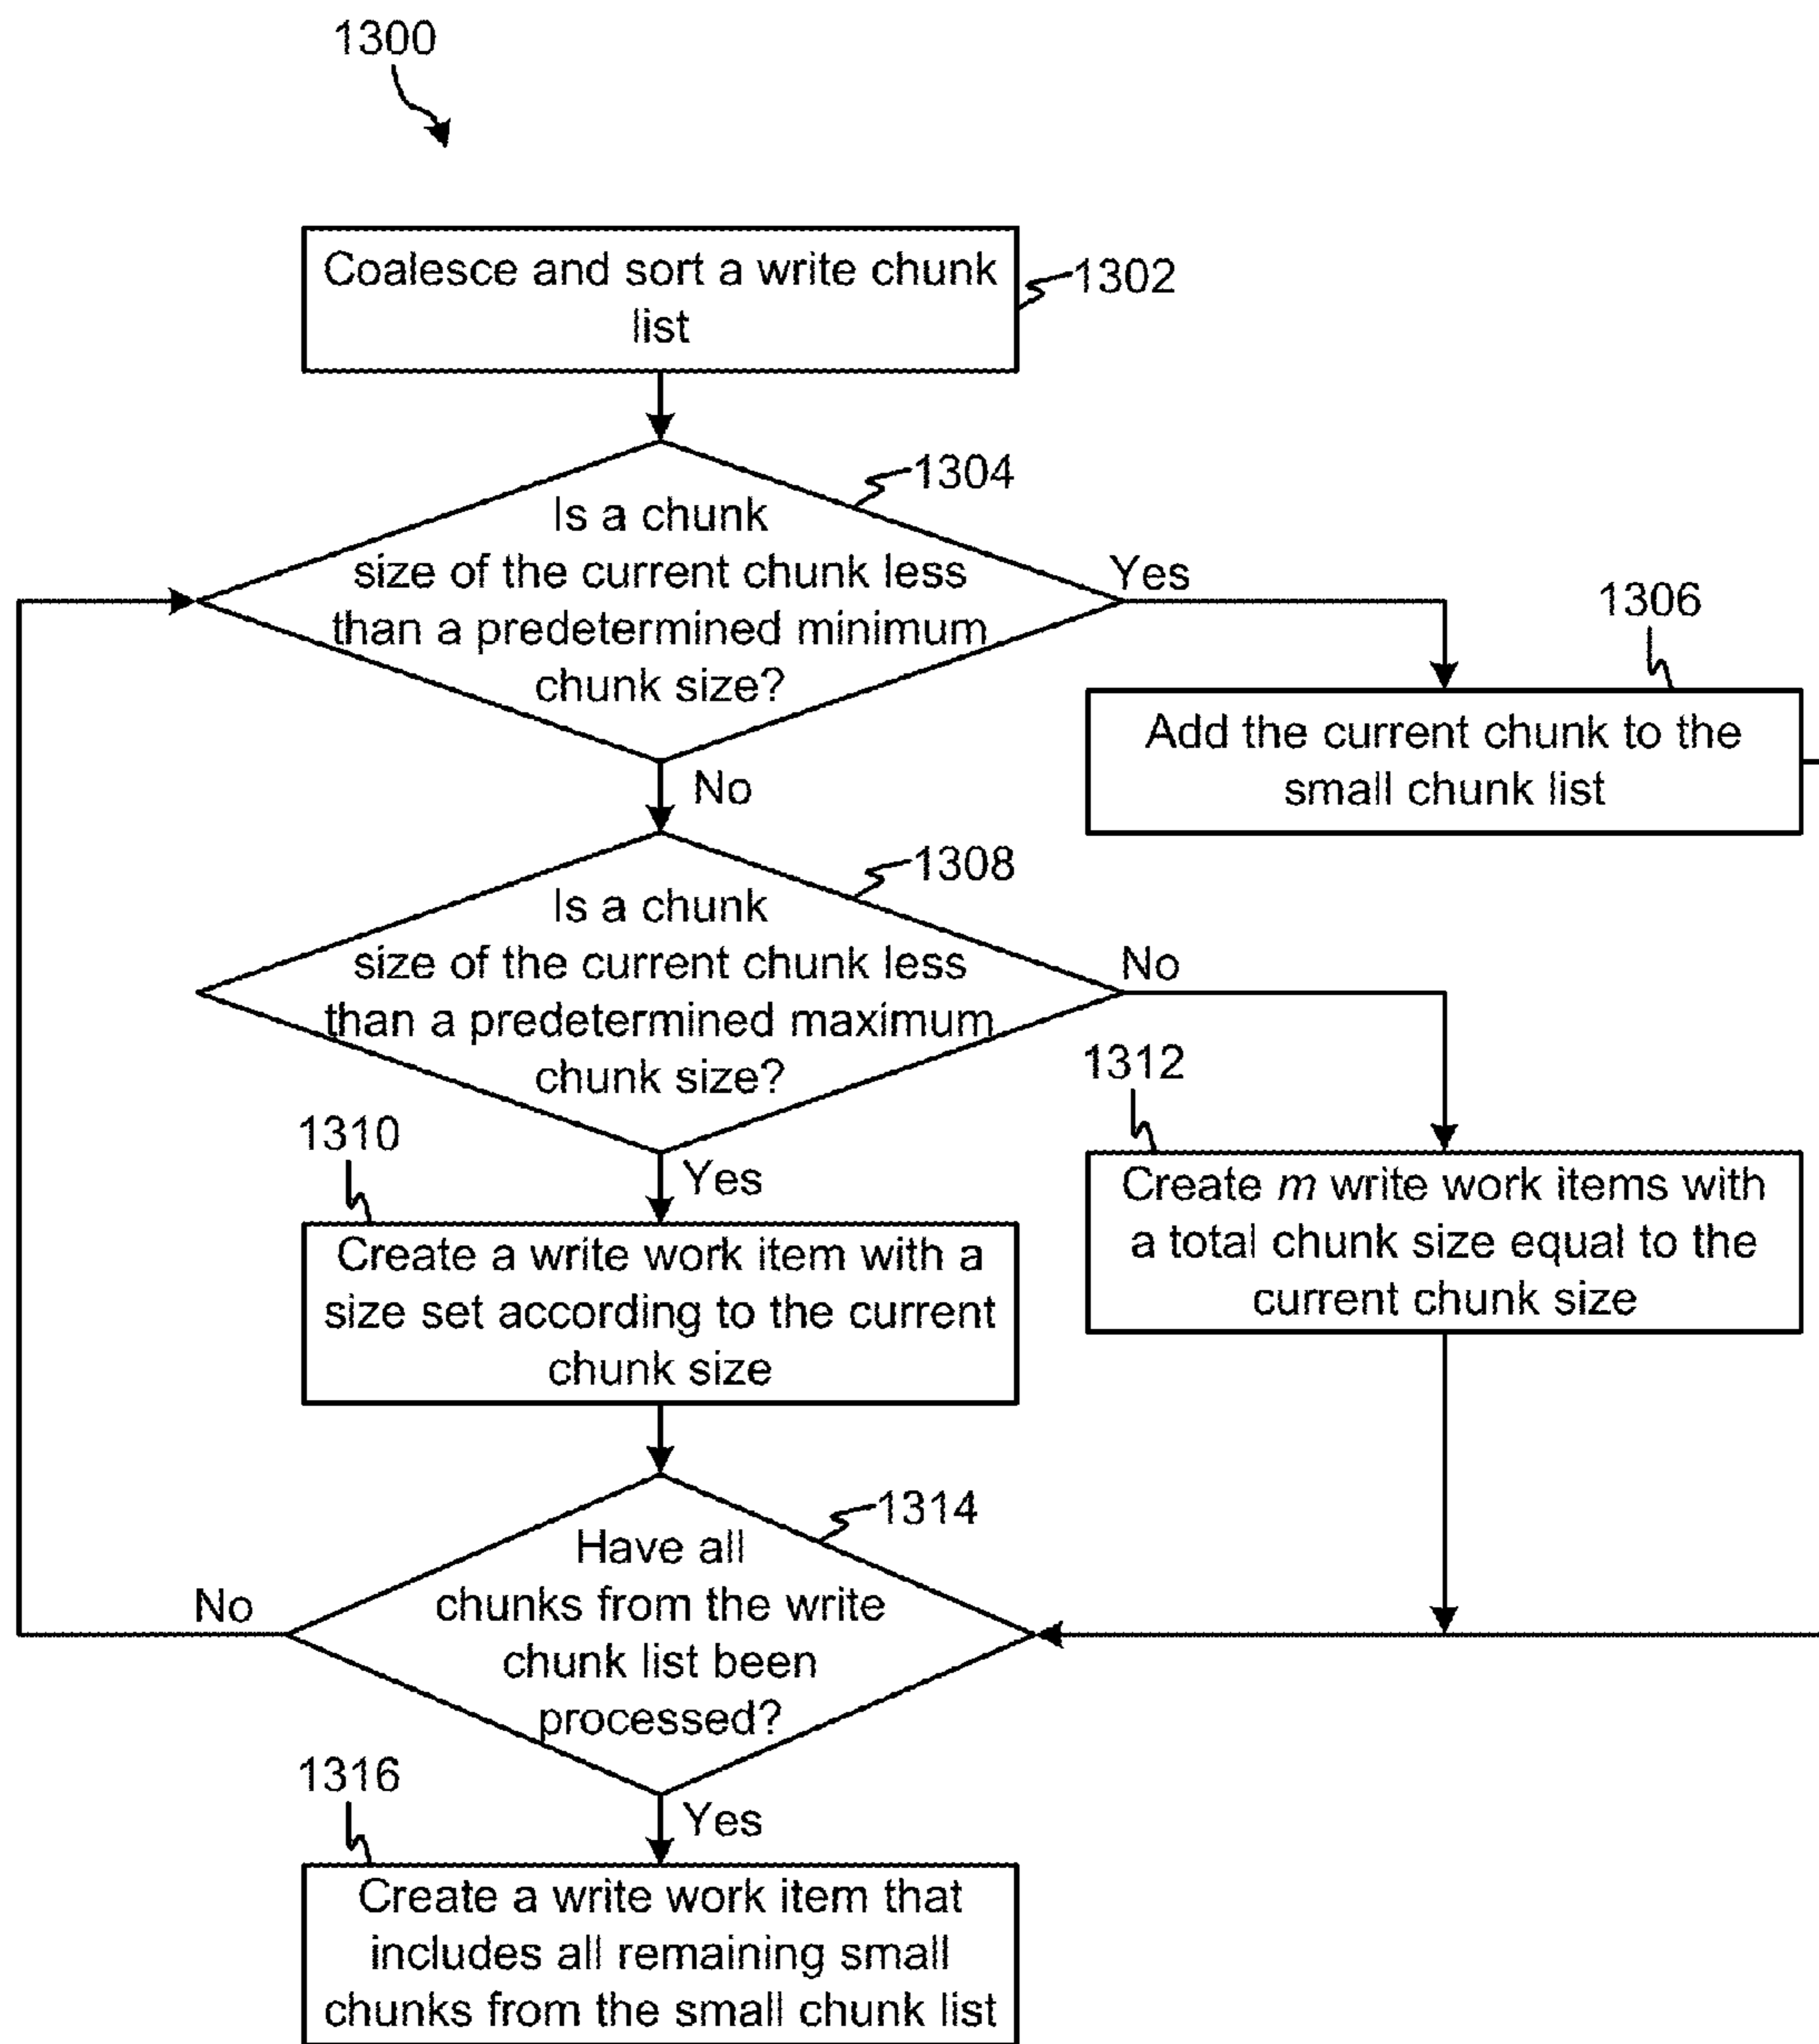 1300
Coalesce and sort a write chunk
list
1302
1304
Is a chunk
size of the current chunk less
than a predetermined minimum
chunk size?
Yes
1306
Add the current chunk to the
small chunk list
No
1308
Is a chunk
size of the current chunk less
than a predetermined maximum
chunk size?
No
1312
Create m write work items with
a total chunk size equal to the
current chunk size
1310
Yes
Create a write work item with a
size set according to the current
chunk size
1314
Have all
chunks from the write
chunk list been
processed?
No
1316
Yes
Create a write work item that
includes all remaining small
chunks from the small chunk list